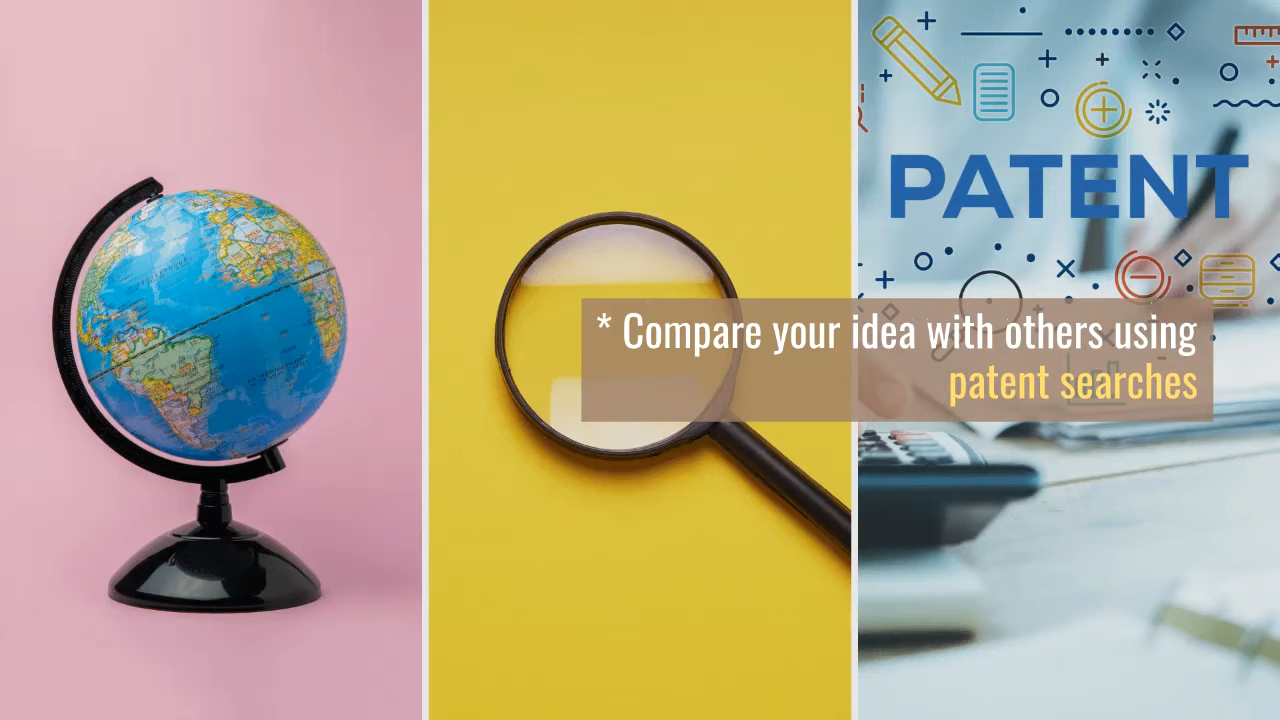 PATENT
* Compare your idea with others using
patent searches